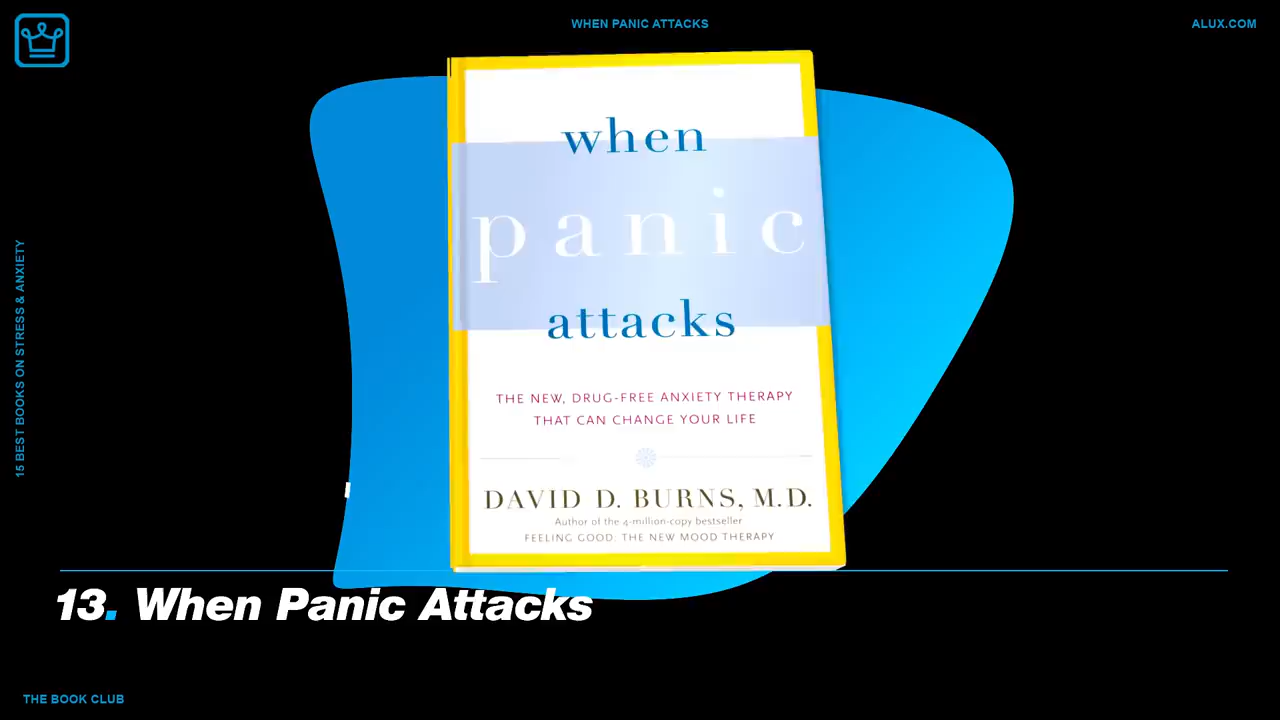 WHEN PANIC ATTACKS
ALUX.COM
when
panic
attacks
THE NEW, DRUG-FREE ANXIETY THERAPY
THAT CAN CHANGE YOUR LIFE
DAVID D. BURNS, M.D.
Author of the 4-million-copy bestseller
FEELING GOOD: THE NEW MOOD THERAPY
15 BEST BOOKS ON STRESS & ANXIETY
13. When Panic Attacks
THE BOOK CLUB